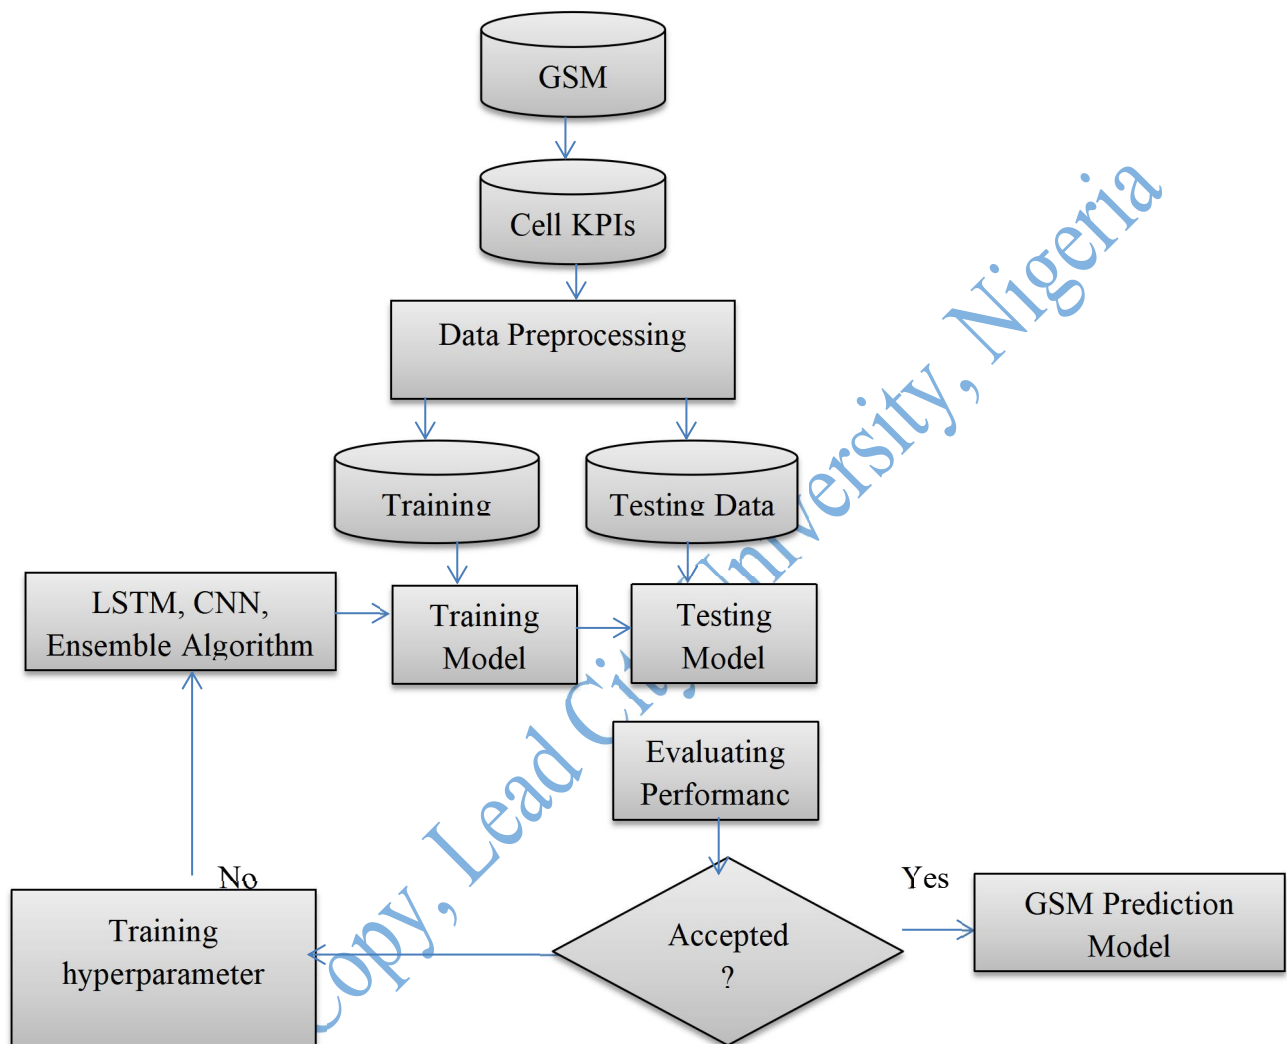 GSM
Cell KPIs
Data Preprocessing
Training
Testing Data
LSTM, CNN,
Ensemble Algorithm
Training
Model
Testing
Model
Evaluating
Performanc
No
Yes
Training
hyperparameter
Accepted
?
GSM Prediction
Model
Copy, Lead City University, Nigeria